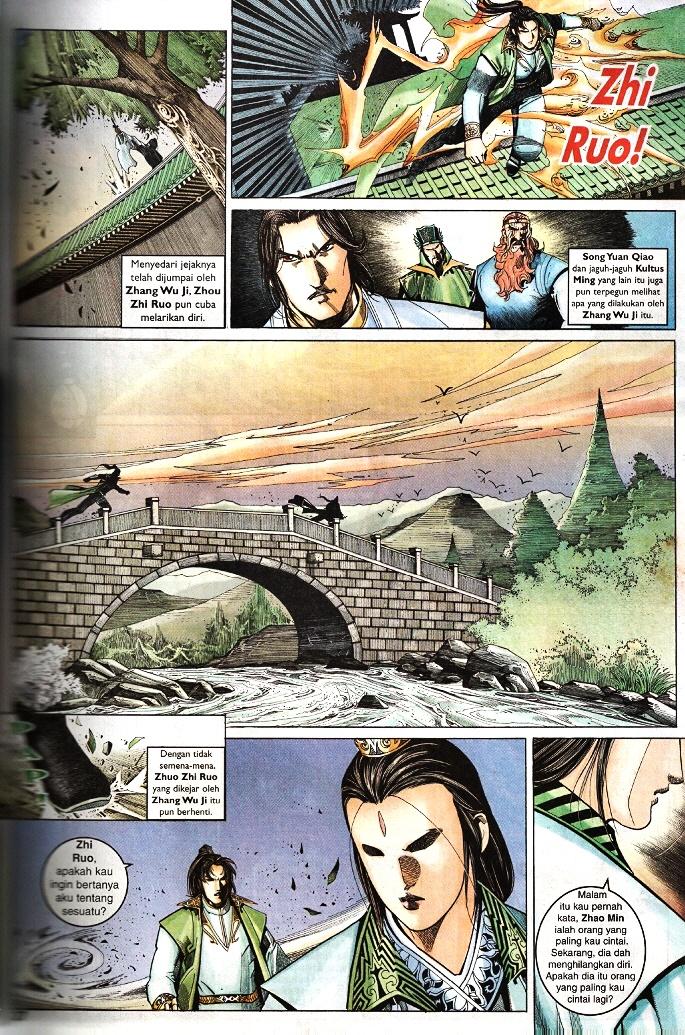 Zhi
Ruo!
Menyedari jejaknya
telah dijumpai oleh
Zhang Wu Ji, Zhou
Zhi Ruo pun cuba
melarikan diri.
Song Yuan Qiao
dan jaguh-jaguh Kultus
Ming yang lain itu juga
pun terpegun melihat
apa yang dilakukan oleh
Zhang Wu Ji itu.
Dengan tidak
semena-mena.
Zhuo Zhi Ruo
yang dikejar oleh
Zhang Wu Ji itu
pun berhenti.
Zhi
Ruo,
apakah kau
ingin bertanya
aku tentang
sesuatu?
Malam
itu kau pernah
kata, Zhao Min
ialah orang yang
paling kau cintai.
Sekarang, dia dah
menghilangkan diri.
Apakah dia itu orang
yang paling kau
cintai lagi?